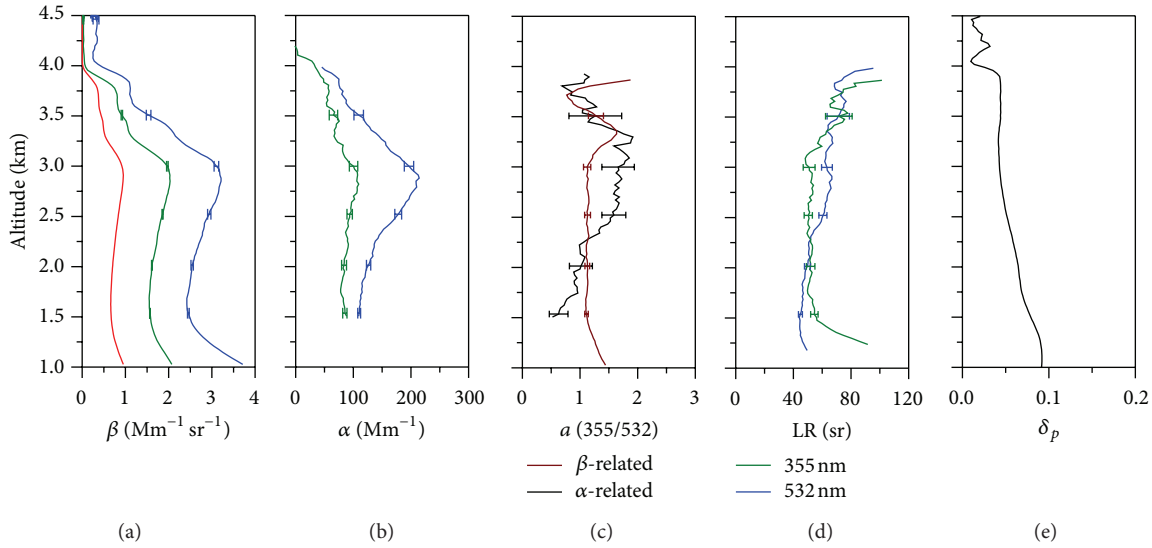 4.5
4.0
3.5
3.0
2.5
2.0
1.5
1.0
Altitude (km)
0 1 2 3 4
0 100 200 300
0 1 2 3
0 40 80 120
0.0 0.1 0.2
β (Mm⁻¹ sr⁻¹)
α (Mm⁻¹)
a (355/532)
LR (sr)
δₚ
β-related
α-related
355 nm
532 nm
(a) (b) (c) (d) (e)